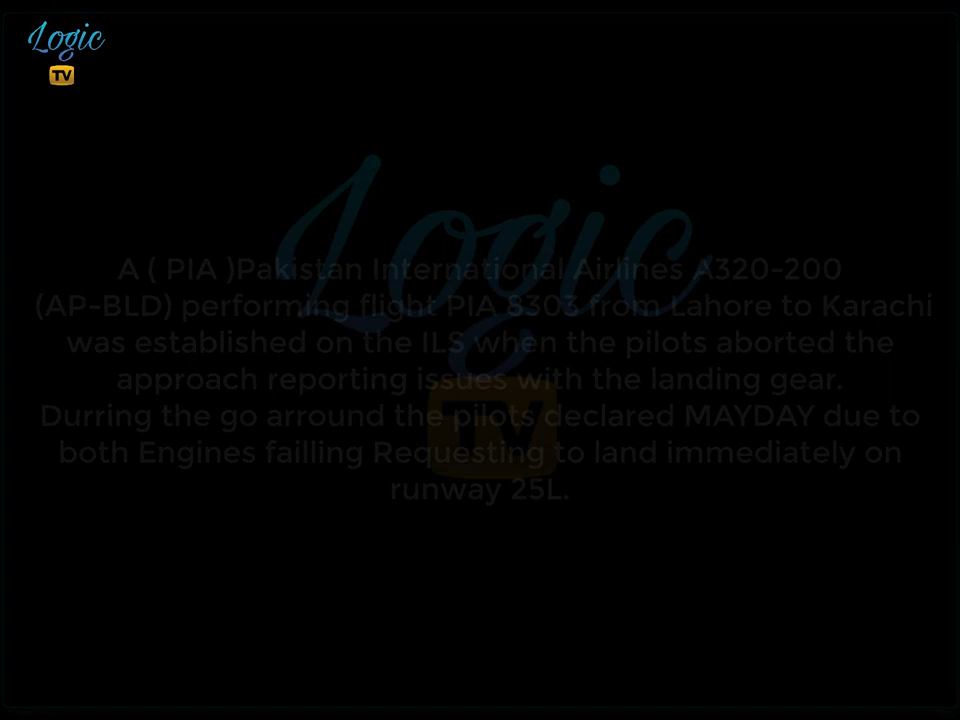 Logic
TV
Logic
TV
A ( PIA )Pakistan International Airlines A320-200
(AP-BLD) performing flight PIA 8303 from Lahore to Karachi
was established on the ILS when the pilots aborted the
approach reporting issues with the landing gear.
Durring the go arround the pilots declared MAYDAY due to
both Engines failling Requesting to land immediately on
runway 25L.